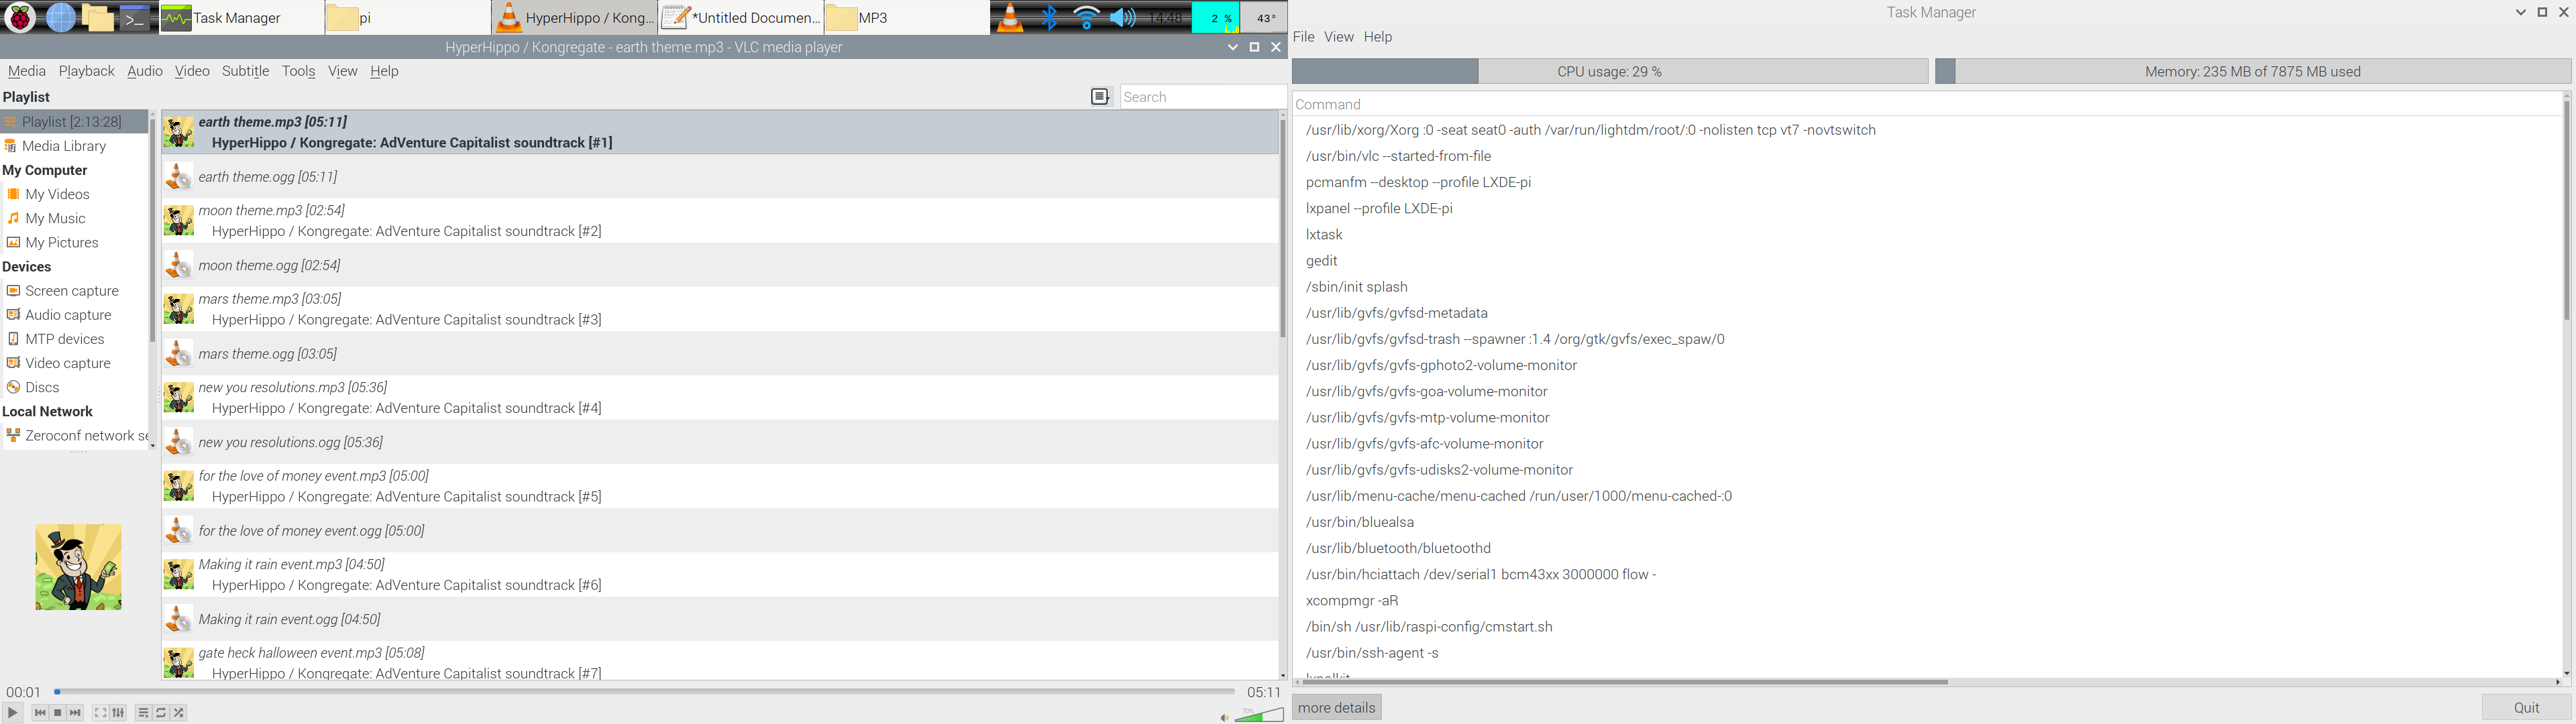 Task Manager
pi
HyperHippo / Kong...
*Untitled Documen...
MP3
14:48
2 %
43°
HyperHippo / Kongregate - earth theme.mp3 - VLC media player
Media Playback Audio Video Subtitle Tools View Help
Playlist
Search
Playlist [2:13:28]
Media Library
My Computer
My Videos
My Music
My Pictures
Devices
Screen capture
Audio capture
MTP devices
Video capture
Discs
Local Network
Zeroconf network se
earth theme.mp3 [05:11]
HyperHippo / Kongregate: AdVenture Capitalist soundtrack [#1]
earth theme.ogg [05:11]
moon theme.mp3 [02:54]
HyperHippo / Kongregate: AdVenture Capitalist soundtrack [#2]
moon theme.ogg [02:54]
mars theme.mp3 [03:05]
HyperHippo / Kongregate: AdVenture Capitalist soundtrack [#3]
mars theme.ogg [03:05]
new you resolutions.mp3 [05:36]
HyperHippo / Kongregate: AdVenture Capitalist soundtrack [#4]
new you resolutions.ogg [05:36]
for the love of money event.mp3 [05:00]
HyperHippo / Kongregate: AdVenture Capitalist soundtrack [#5]
for the love of money event.ogg [05:00]
Making it rain event.mp3 [04:50]
HyperHippo / Kongregate: AdVenture Capitalist soundtrack [#6]
Making it rain event.ogg [04:50]
gate heck halloween event.mp3 [05:08]
HyperHippo / Kongregate: AdVenture Capitalist soundtrack [#7]
00:01
05:11
70%
Task Manager
File View Help
CPU usage: 29 %
Memory: 235 MB of 7875 MB used
Command
/usr/lib/xorg/Xorg :0 -seat seat0 -auth /var/run/lightdm/root/:0 -nolisten tcp vt7 -novtswitch
/usr/bin/vlc --started-from-file
pcmanfm --desktop --profile LXDE-pi
lxpanel --profile LXDE-pi
lxtask
gedit
/sbin/init splash
/usr/lib/gvfs/gvfsd-metadata
/usr/lib/gvfs/gvfsd-trash --spawner :1.4 /org/gtk/gvfs/exec_spaw/0
/usr/lib/gvfs/gvfs-gphoto2-volume-monitor
/usr/lib/gvfs/gvfs-goa-volume-monitor
/usr/lib/gvfs/gvfs-mtp-volume-monitor
/usr/lib/gvfs/gvfs-afc-volume-monitor
/usr/lib/gvfs/gvfs-udisks2-volume-monitor
/usr/lib/menu-cache/menu-cached /run/user/1000/menu-cached-:0
/usr/bin/bluealsa
/usr/lib/bluetooth/bluetoothd
/usr/bin/hciattach /dev/serial1 bcm43xx 3000000 flow -
xcompmgr -aR
/bin/sh /usr/lib/raspi-config/cmstart.sh
/usr/bin/ssh-agent -s
lxpolkit
more details
Quit